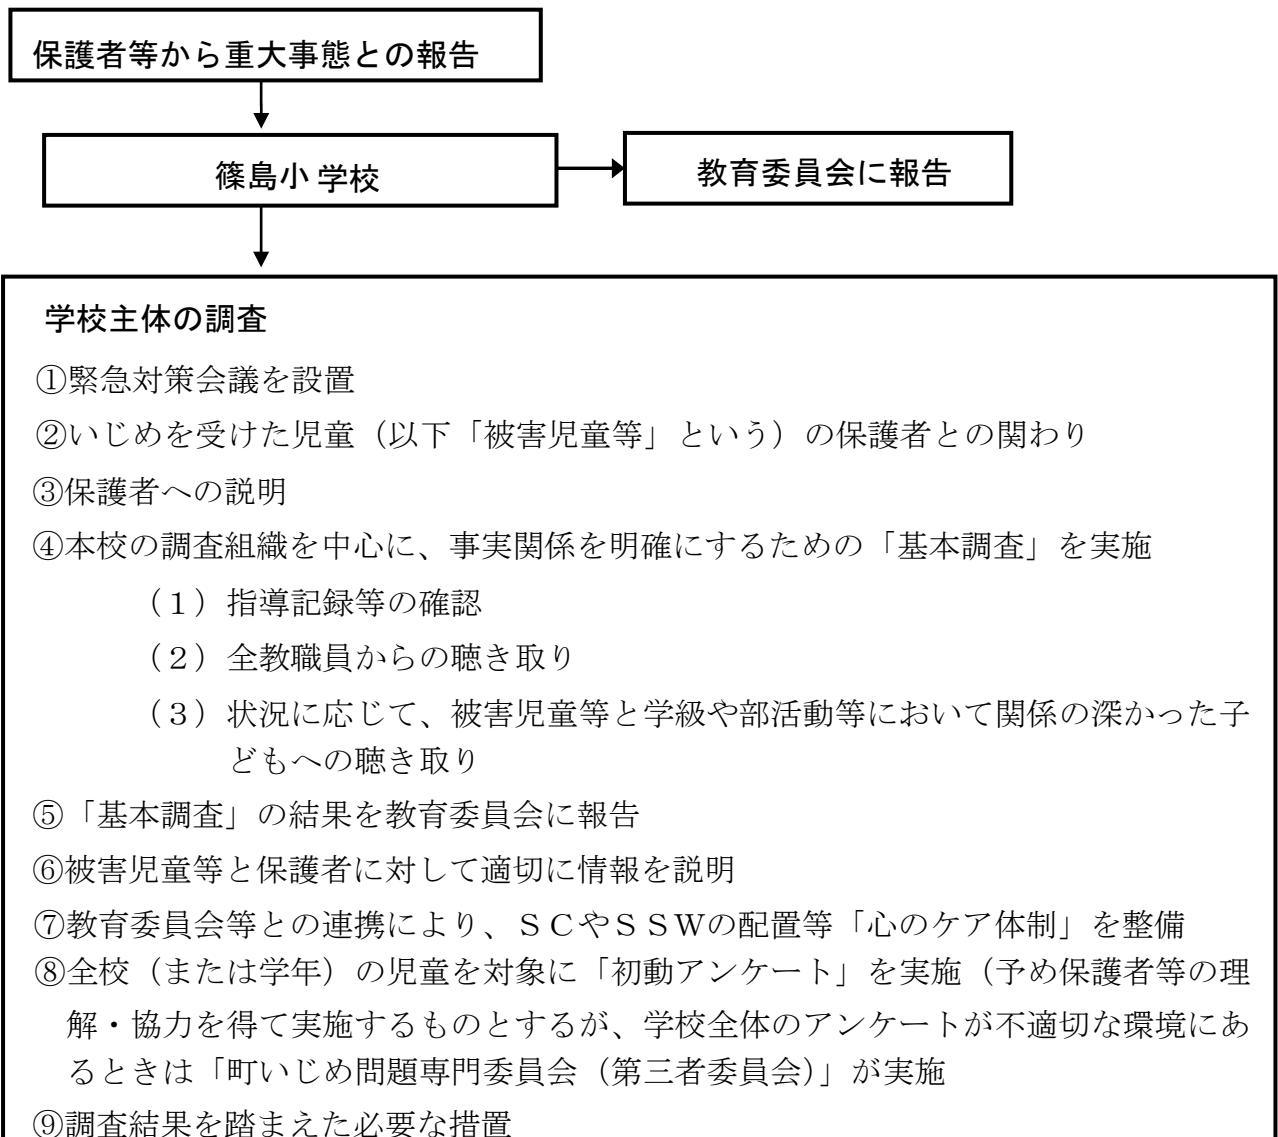 保護者等から重大事態との報告
篠島小学校
教育委員会に報告
学校主体の調査
①緊急対策会議を設置
②いじめを受けた児童（以下「被害児童等」という）の保護者との関わり
③保護者への説明
④本校の調査組織を中心に、事実関係を明確にするための「基本調査」を実施
（１）指導記録等の確認
（２）全教職員からの聴き取り
（３）状況に応じて、被害児童等と学級や部活動等において関係の深かった子
どもへの聴き取り
⑤「基本調査」の結果を教育委員会に報告
⑥被害児童等と保護者に対して適切に情報を説明
⑦教育委員会等との連携により、ＳＣやＳＳＷの配置等「心のケア体制」を整備
⑧全校（または学年）の児童を対象に「初動アンケート」を実施（予め保護者等の理
解・協力を得て実施するものとするが、学校全体のアンケートが不適切な環境にあ
るときは「町いじめ問題専門委員会（第三者委員会）」が実施
⑨調査結果を踏まえた必要な措置